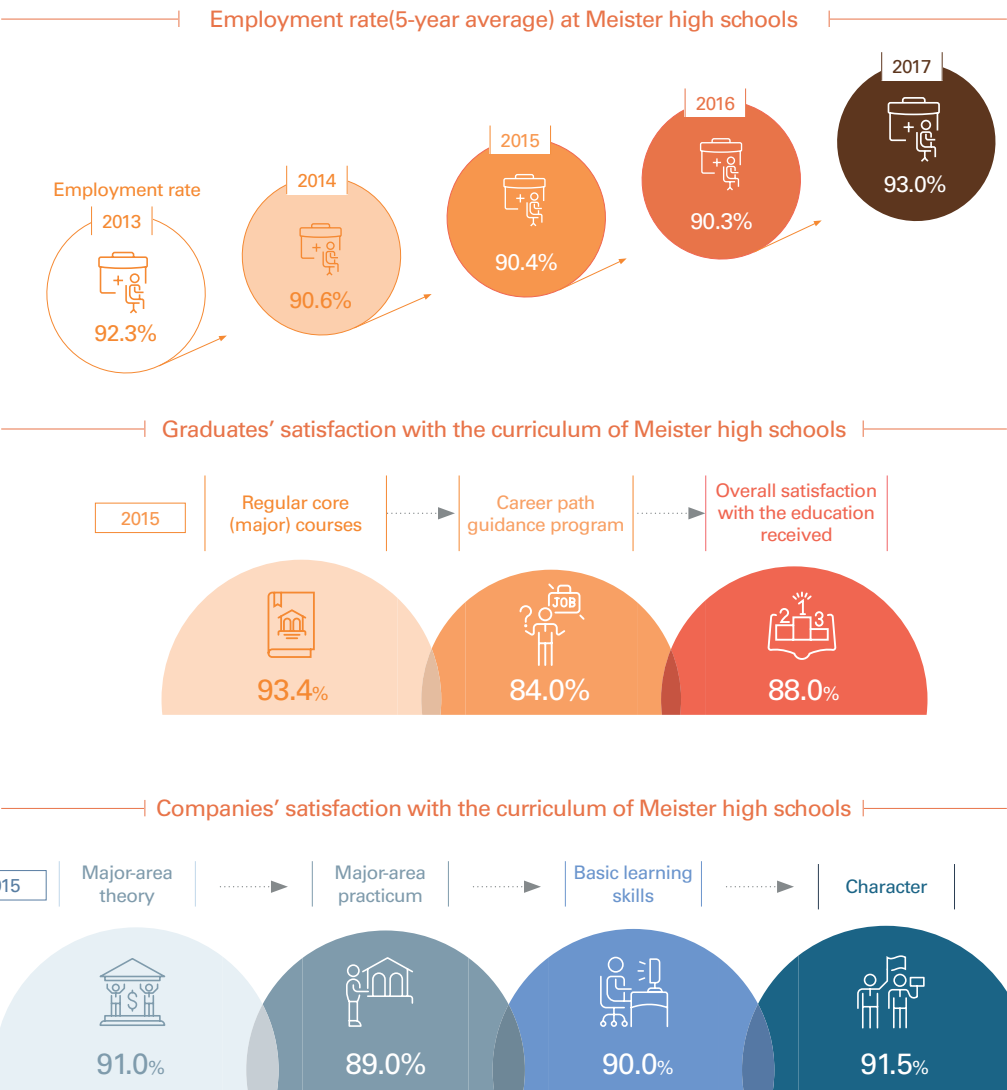 Employment rate(5-year average) at Meister high schools
2017
93.0%
2016
90.3%
2015
90.4%
2014
90.6%
Employment rate
2013
92.3%
Graduates’ satisfaction with the curriculum of Meister high schools
2015
Regular core
(major) courses
Career path
guidance program
Overall satisfaction
with the education
received
JOB
?
1
2
3
93.4%
84.0%
88.0%
Companies’ satisfaction with the curriculum of Meister high schools
15
Major-area
theory
Major-area
practicum
Basic learning
skills
Character
$
91.0%
89.0%
90.0%
91.5%